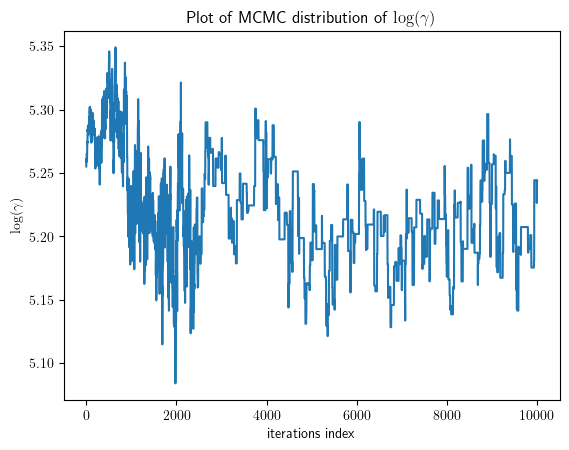 Plot of MCMC distribution of log(γ)
5.35
5.30
5.25
5.20
5.15
5.10
log(γ)
0 2000 4000 6000 8000 10000
iterations index